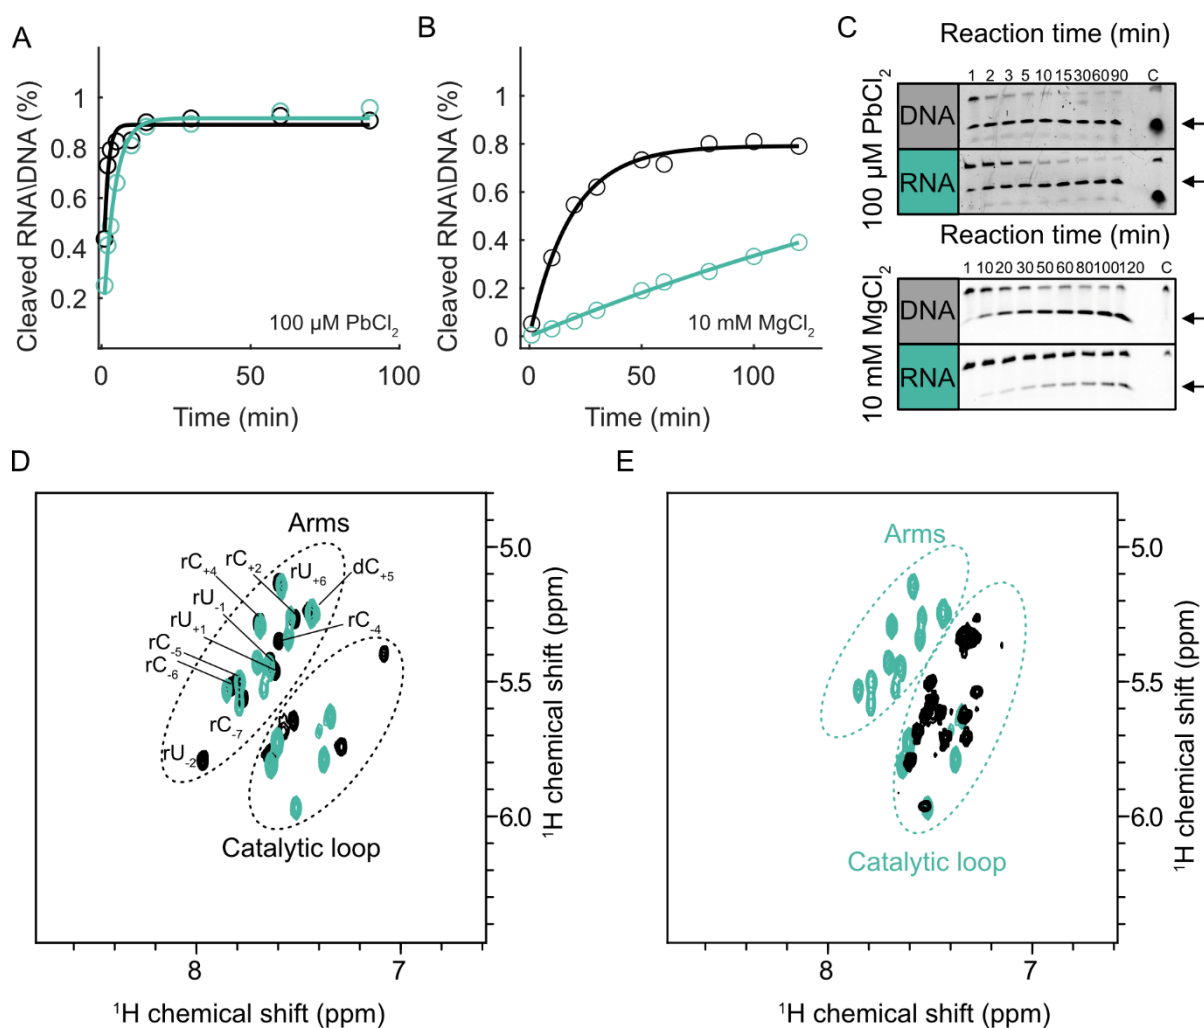 A
Cleaved RNA\DNA (%)
1
0.8
0.6
0.4
0.2
0
100
100 µM PbCl₂
Time (min)
B
Cleaved RNA\DNA (%)
1
0.8
0.4
0
0
50
100
10 mM MgCl₂
Time (min)
C
Reaction time (min)
1 2 3 5 10 15 30 60 90 C
100 µM PbCl₂
DNA
RNA
Reaction time (min)
1 10 20 30 50 60 80 100 120 C
10 mM MgCl₂
DNA
RNA
D
Arms
rC+4
rC+2
rU+6
dC+5
rU-1
rU+1
rC-4
rC-5
rC-6
rC-7
rU-2
Catalytic loop
5.0
5.5
6.0
¹H chemical shift (ppm)
8
7
¹H chemical shift (ppm)
E
Arms
Catalytic loop
5.0
5.5
6.0
¹H chemical shift (ppm)
8
7
¹H chemical shift (ppm)